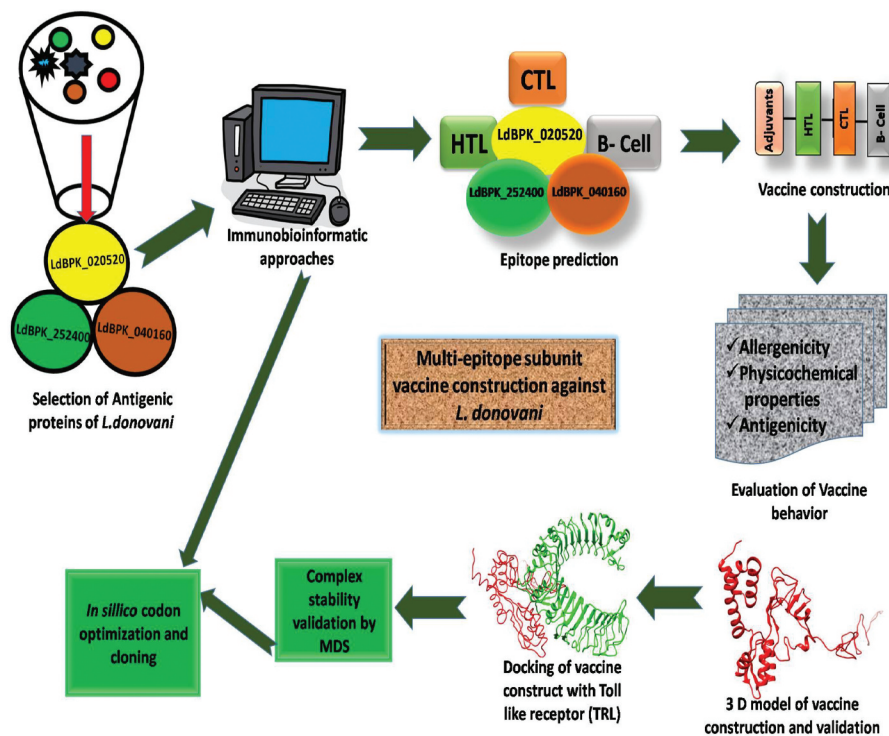 LdBPK_020520
LdBPK_252400
LdBPK_040160
Selection of Antigenic
proteins of L.donovani
Immunobioinformatic
approaches
CTL
HTL
LdBPK_020520
B- Cell
LdBPK_252400
LdBPK_040160
Epitope prediction
Adjuvants
HTL
CTL
B- Cell
Vaccine construction
✓Allergenicity
✓Physicochemical
properties
✓Antigenicity
Evaluation of Vaccine
behavior
Multi-epitope subunit
vaccine construction against
L. donovani
3 D model of vaccine
construction and validation
Docking of vaccine
construct with Toll
like receptor (TRL)
Complex
stability
validation by
MDS
In sillico codon
optimization and
cloning